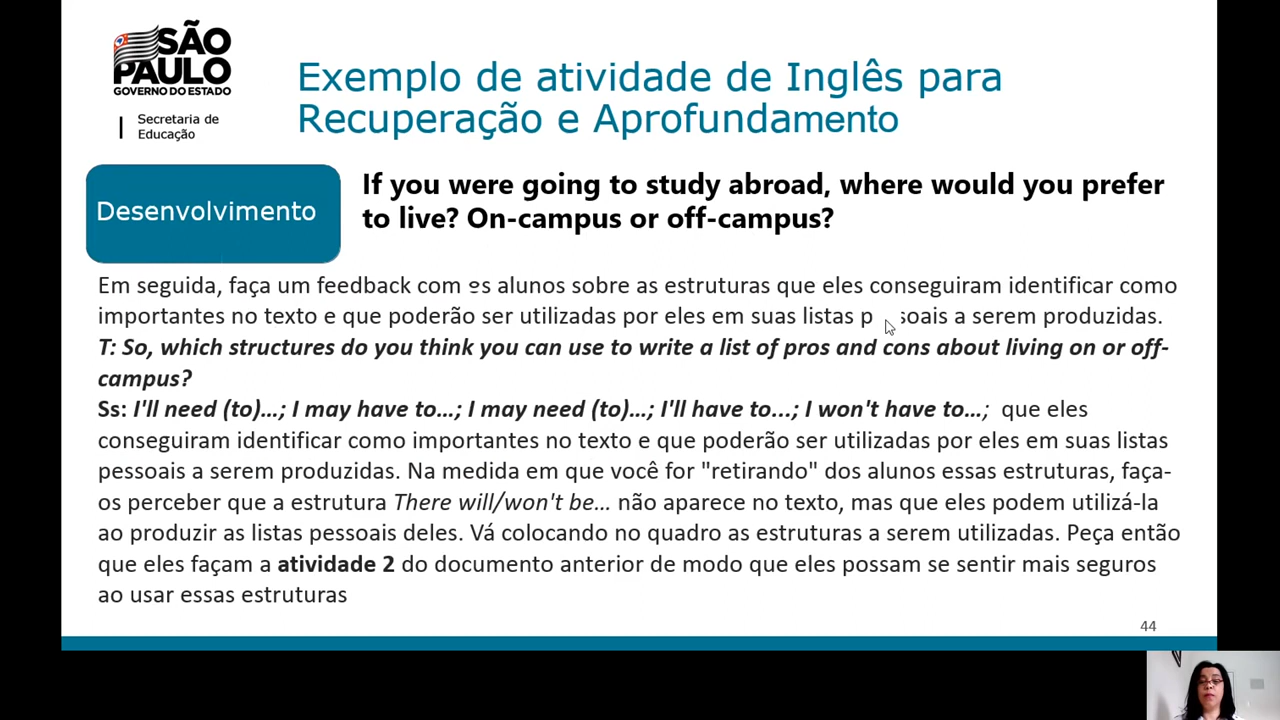 SÃO
PAULO
GOVERNO DO ESTADO
Secretaria de
Educação
Exemplo de atividade de Inglês para
Recuperação e Aprofundamento
Desenvolvimento
If you were going to study abroad, where would you prefer
to live? On-campus or off-campus?
Em seguida, faça um feedback com os alunos sobre as estruturas que eles conseguiram identificar como
importantes no texto e que poderão ser utilizadas por eles em suas listas p soais a serem produzidas.
T: So, which structures do you think you can use to write a list of pros and cons about living on or off-
campus?
Ss: I'll need (to)…; I may have to…; I may need (to)…; I'll have to...; I won't have to…; que eles
conseguiram identificar como importantes no texto e que poderão ser utilizadas por eles em suas listas
pessoais a serem produzidas. Na medida em que você for "retirando" dos alunos essas estruturas, faça-
os perceber que a estrutura There will/won't be… não aparece no texto, mas que eles podem utilizá-la
ao produzir as listas pessoais deles. Vá colocando no quadro as estruturas a serem utilizadas. Peça então
que eles façam a atividade 2 do documento anterior de modo que eles possam se sentir mais seguros
ao usar essas estruturas
44